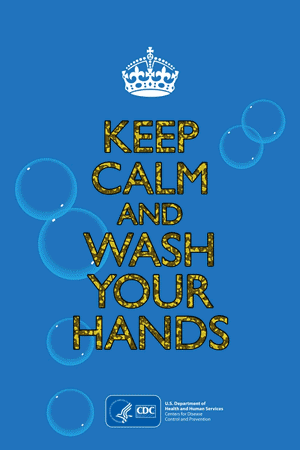 KEEP
CALM
AND
WASH
YOUR
HANDS
CDC
U.S. Department of
Health and Human Services
Centers for Disease
Control and Prevention